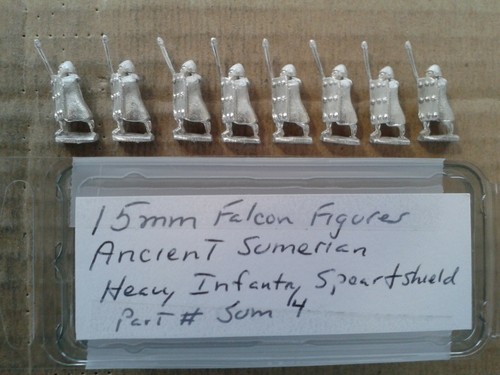 15mm Falcon Figures
Ancient Sumerian
Heavy Infantry Spear+shield
Part # Sum 4